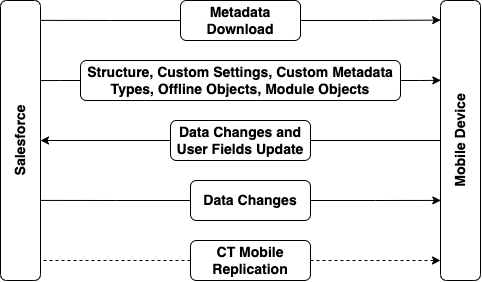 Salesforce
Metadata
Download
Structure, Custom Settings, Custom Metadata
Types, Offline Objects, Module Objects
Data Changes and
User Fields Update
Data Changes
CT Mobile
Replication
Mobile Device